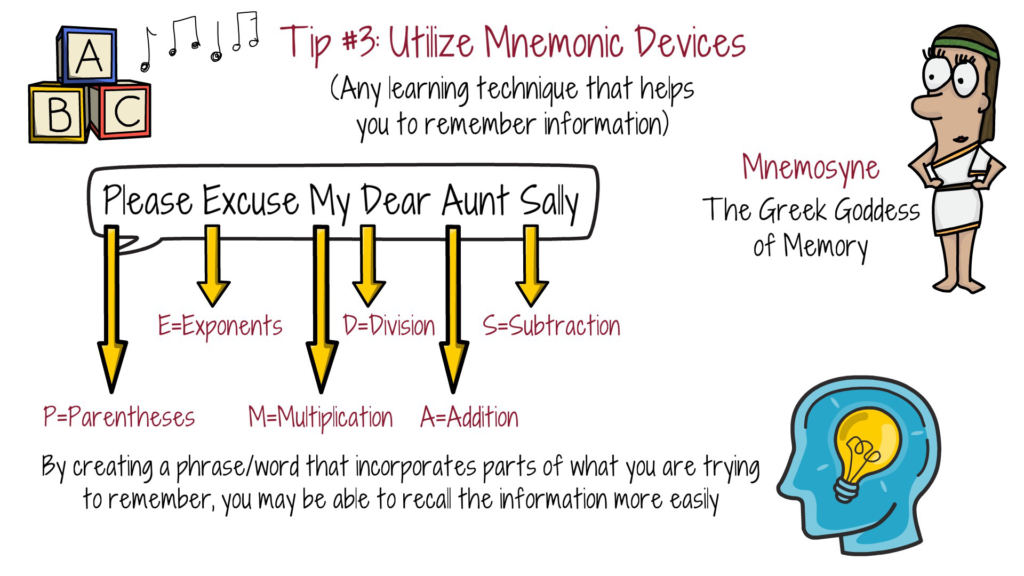 A
B
C
Tip #3: Utilize Mnemonic Devices
(Any learning technique that helps
you to remember information)
Mnemosyne
The Greek Goddess
of Memory
Please Excuse My Dear Aunt Sally
E=Exponents
D=Division
S=Subtraction
P=Parentheses
M=Multiplication
A=Addition
By creating a phrase/word that incorporates parts of what you are trying
to remember, you may be able to recall the information more easily